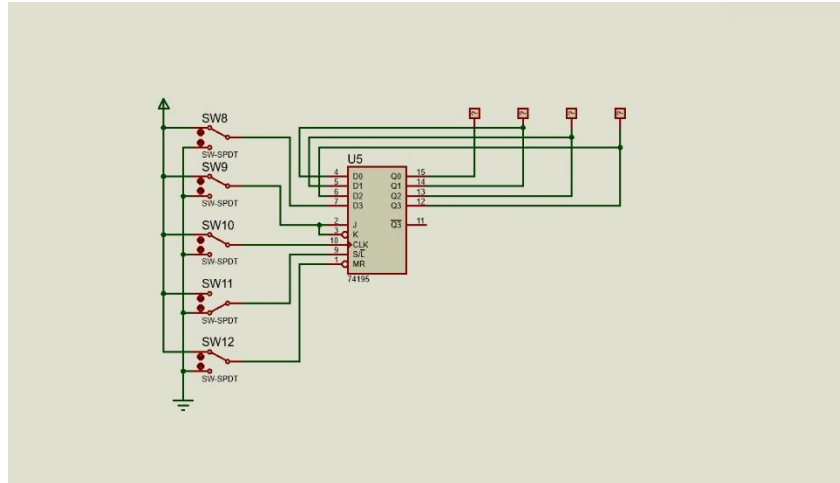 SW8
SW-SPDT
SW9
SW-SPDT
SW10
SW-SPDT
SW11
SW-SPDT
SW12
SW-SPDT
U5
4 D0 Q0 15
5 D1 Q1 14
6 D2 Q2 13
7 D3 Q3 12
2 J Q3 11
3 K
10 CLK
9 S/L
1 MR
74195
? ? ? ?